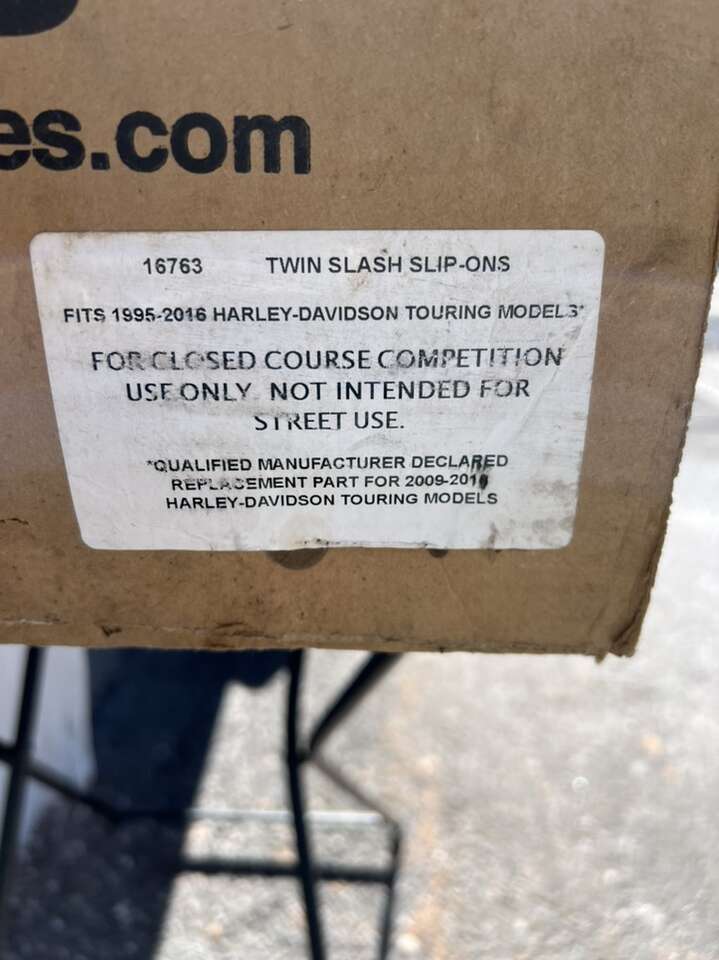 es.com
16763 TWIN SLASH SLIP-ONS
FITS 1995-2016 HARLEY-DAVIDSON TOURING MODELS*
FOR CLOSED COURSE COMPETITION
USE ONLY. NOT INTENDED FOR
STREET USE.
*QUALIFIED MANUFACTURER DECLARED
REPLACEMENT PART FOR 2009-2016
HARLEY-DAVIDSON TOURING MODELS